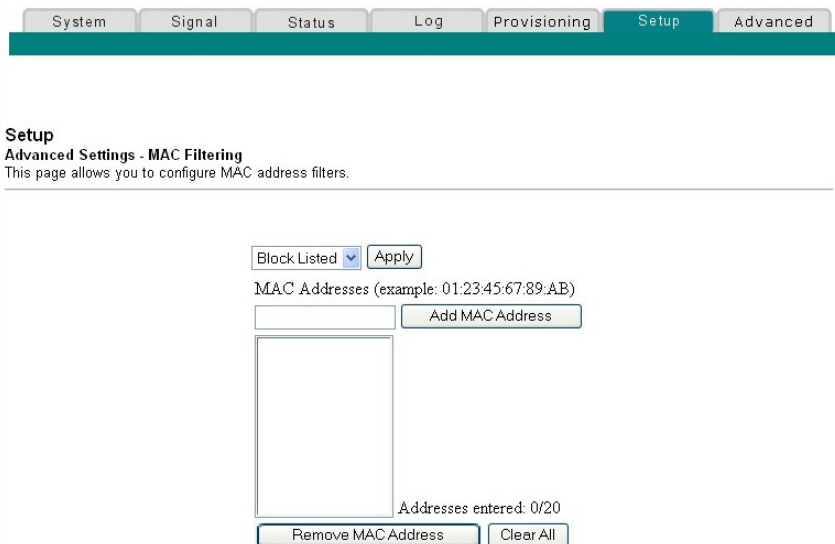 System Signal Status Log Provisioning Setup Advanced
Setup
Advanced Settings - MAC Filtering
This page allows you to configure MAC address filters.
Block Listed Apply
MAC Addresses (example: 01:23:45:67:89:AB)
Add MAC Address
Addresses entered: 0/20
Remove MAC Address Clear All